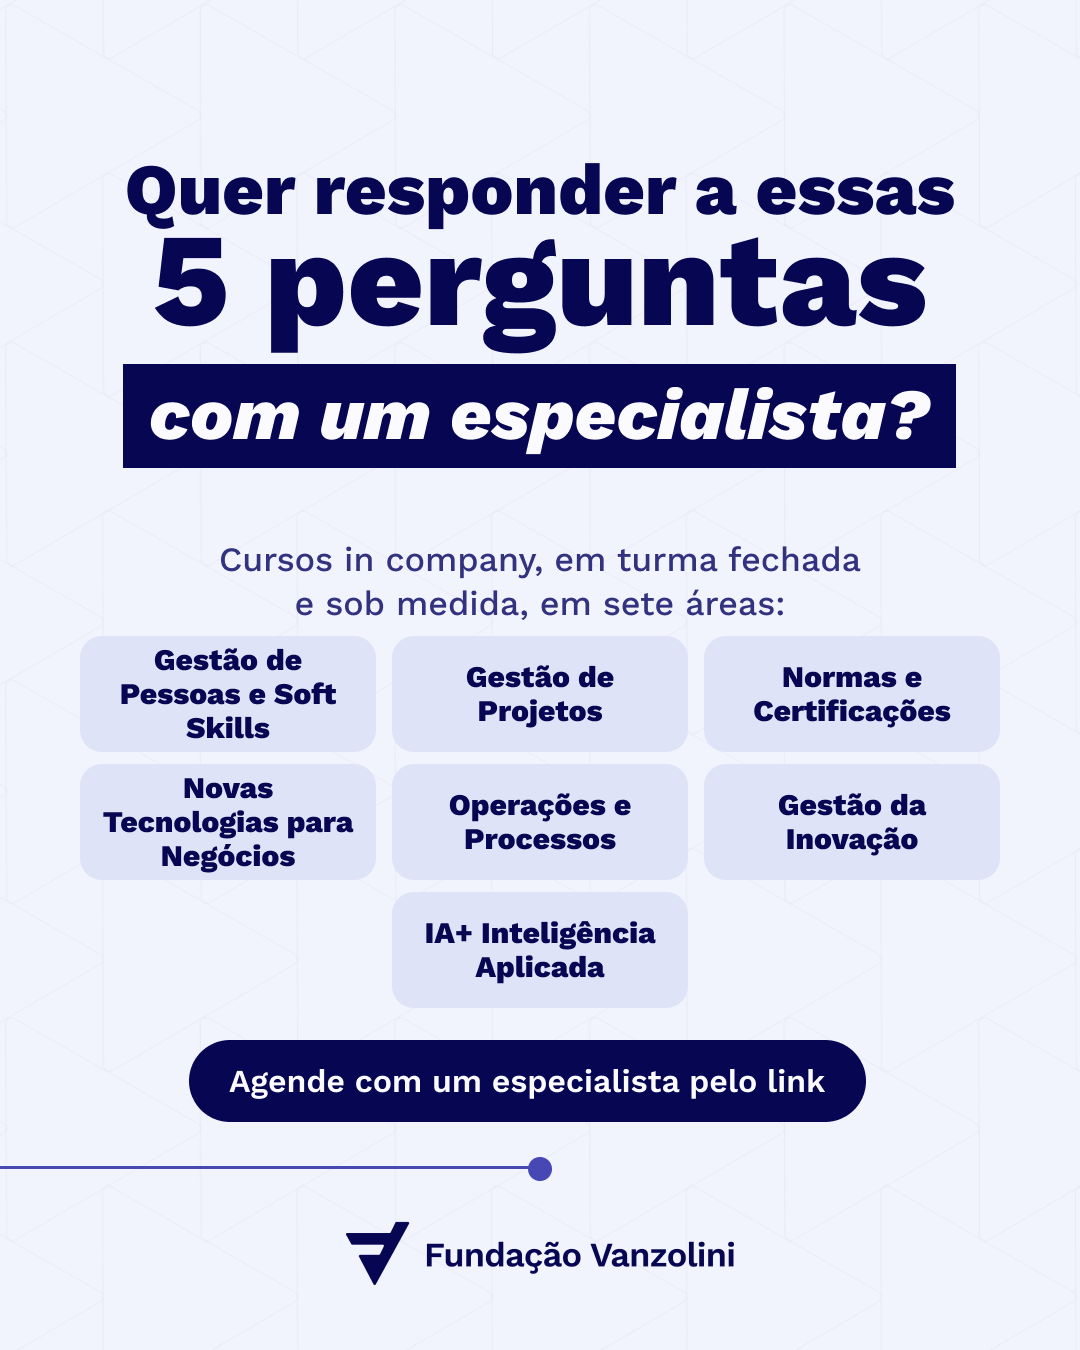 Quer responder a essas
5 perguntas
com um especialista?
Cursos in company, em turma fechada
e sob medida, em sete áreas:
Gestão de
Pessoas e Soft
Skills
Gestão de
Projetos
Normas e
Certificações
Novas
Tecnologias para
Negócios
Operações e
Processos
Gestão da
Inovação
IA+ Inteligência
Aplicada
Agende com um especialista pelo link
Fundação Vanzolini